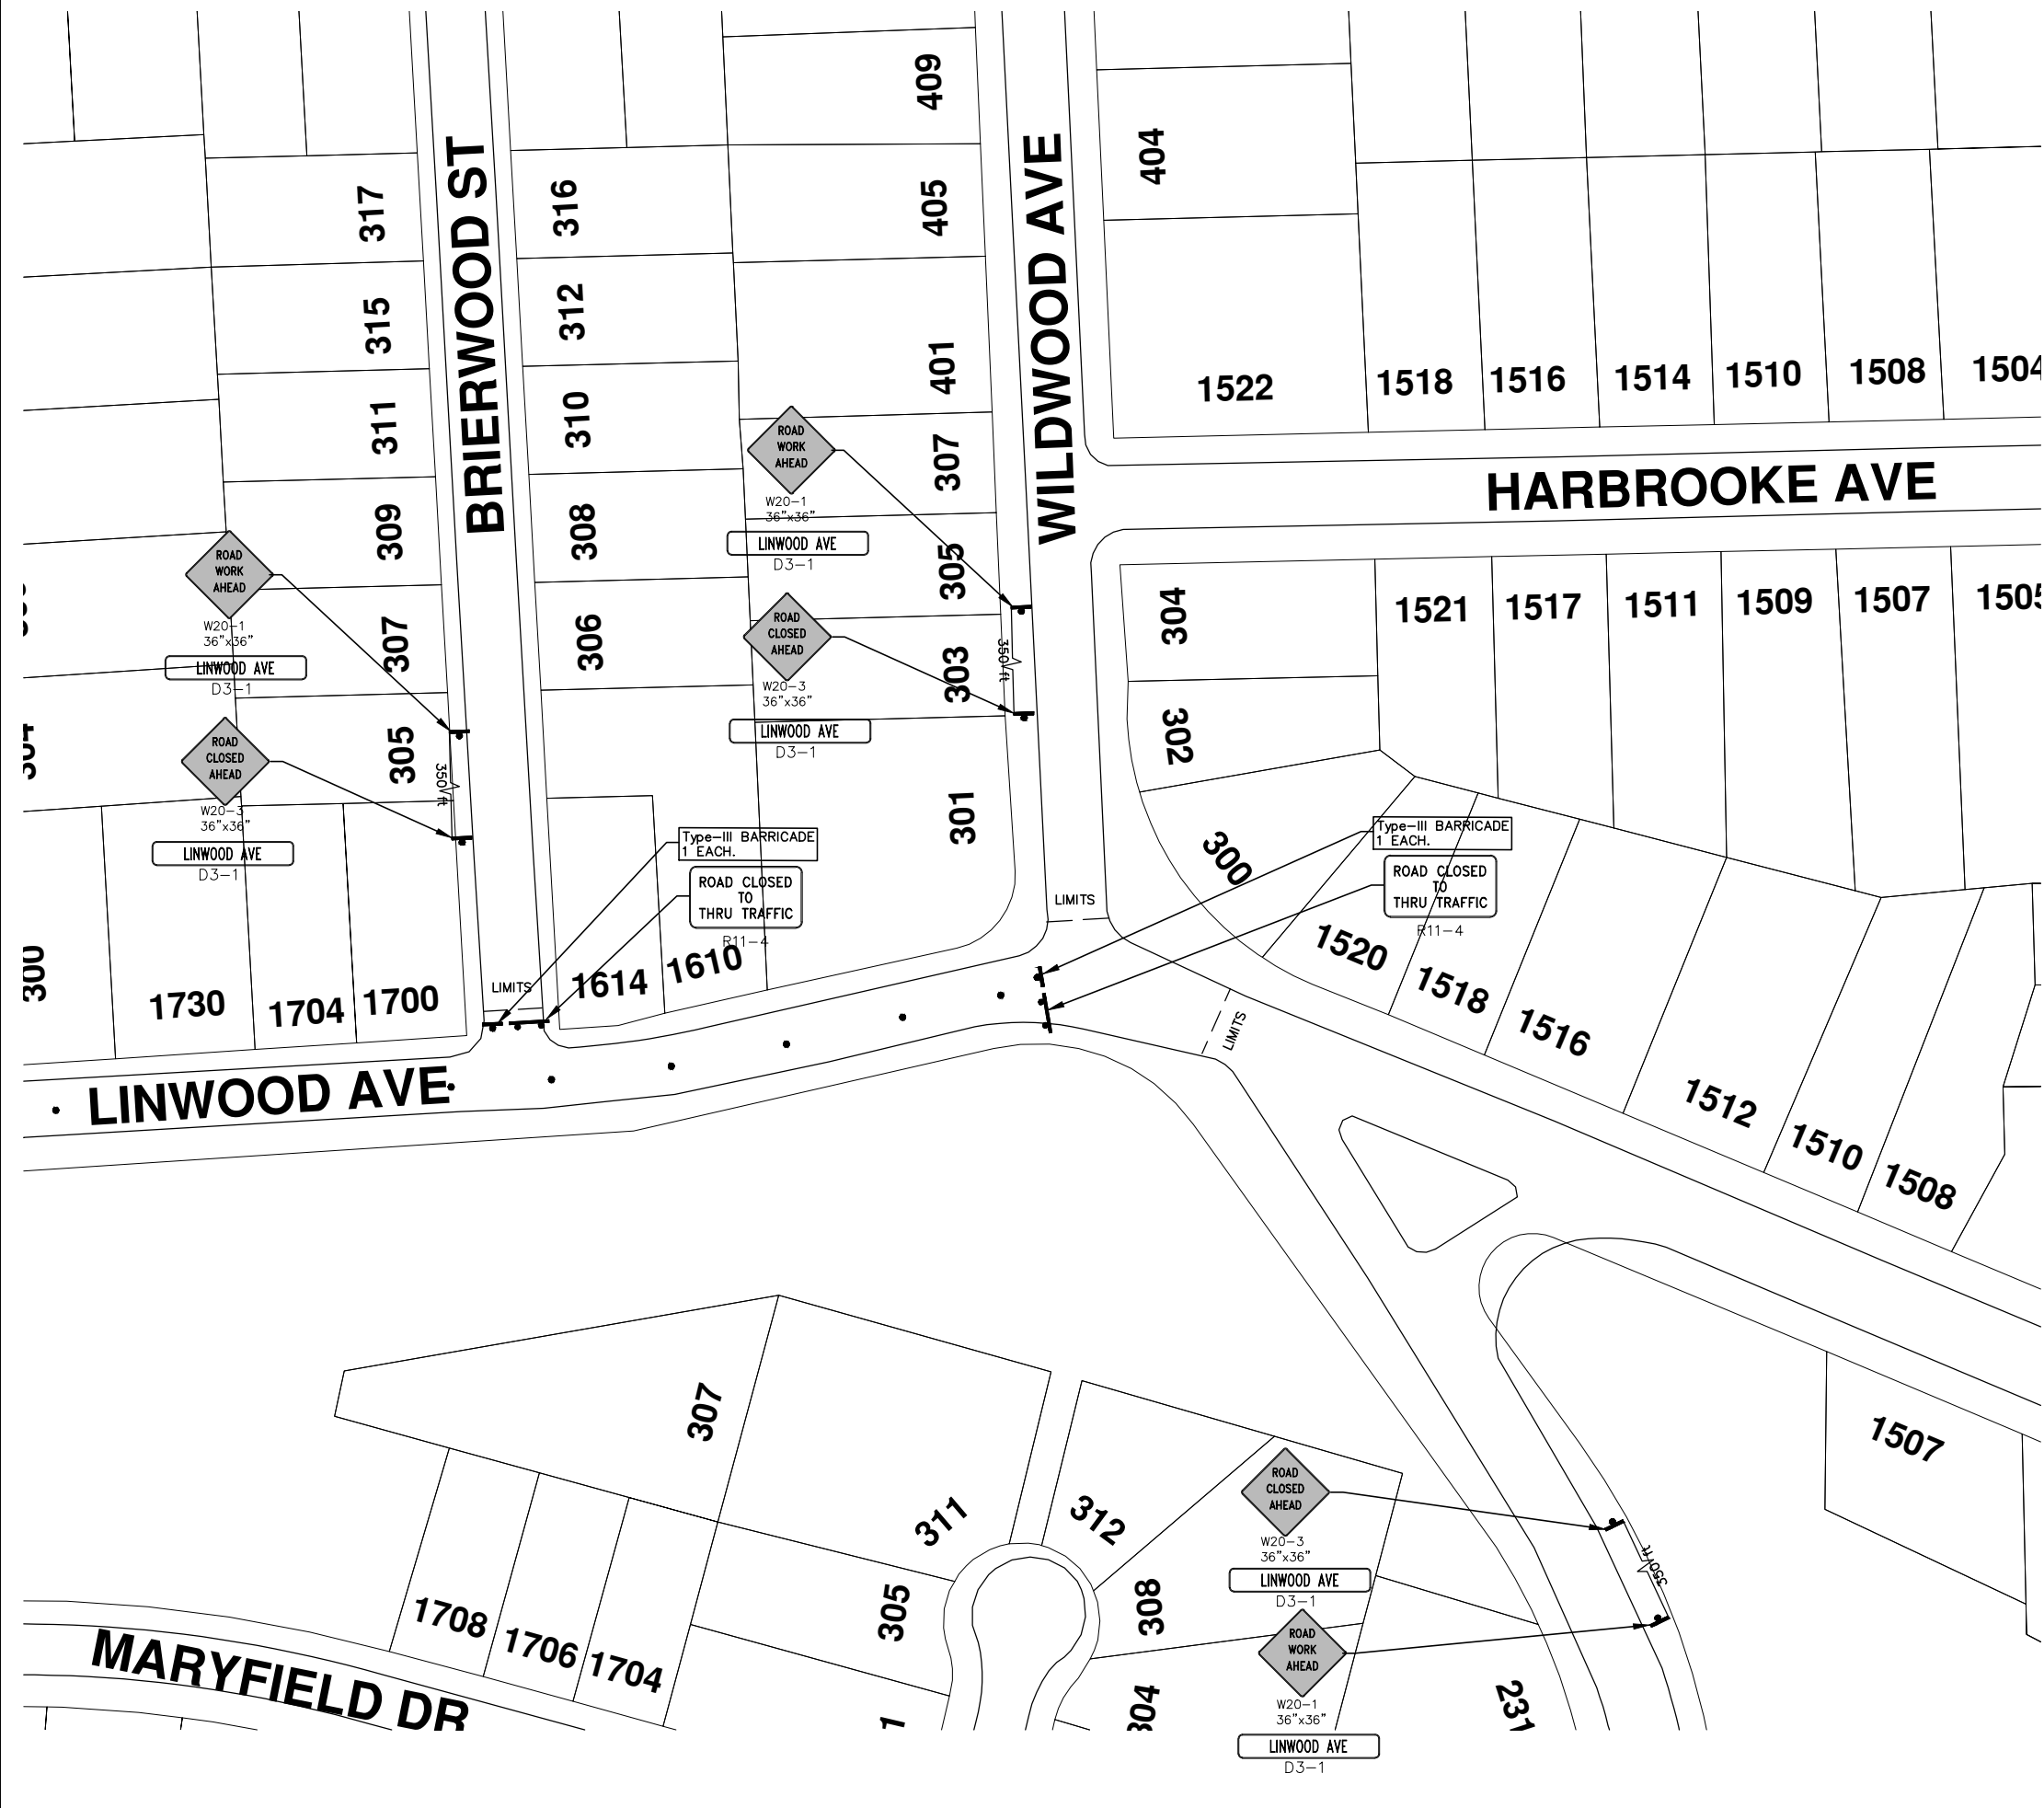 409
404
BRIERWOOD ST
WILDWOOD AVE
317
316
405
315
312
401
1522
1518
1516
1514
1510
1508
1504
311
310
307
ROAD
WORK
AHEAD
W20-1
36"x36"
LINWOOD AVE
D3-1
HARBROOKE AVE
309
308
305
ROAD
WORK
AHEAD
W20-1
36"x36"
LINWOOD AVE
D3-1
304
1521
1517
1511
1509
1507
1505
307
306
ROAD
CLOSED
AHEAD
W20-3
36"x36"
LINWOOD AVE
D3-1
303
350 ft
302
305
ROAD
CLOSED
AHEAD
W20-3
36"x36"
LINWOOD AVE
D3-1
350 ft
301
Type-III BARRICADE
1 EACH.
ROAD CLOSED
TO
THRU TRAFFIC
R11-4
Type-III BARRICADE
1 EACH.
ROAD CLOSED
TO
THRU TRAFFIC
R11-4
300
LIMITS
300
1730
1704
1700
LIMITS
1614
1610
1520
1518
1516
LIMITS
1512
1510
1508
LINWOOD AVE
307
1507
311
312
ROAD
CLOSED
AHEAD
W20-3
36"x36"
LINWOOD AVE
D3-1
350 ft
305
308
1708
1706
1704
ROAD
WORK
AHEAD
W20-1
36"x36"
LINWOOD AVE
D3-1
MARYFIELD DR
1
304
231